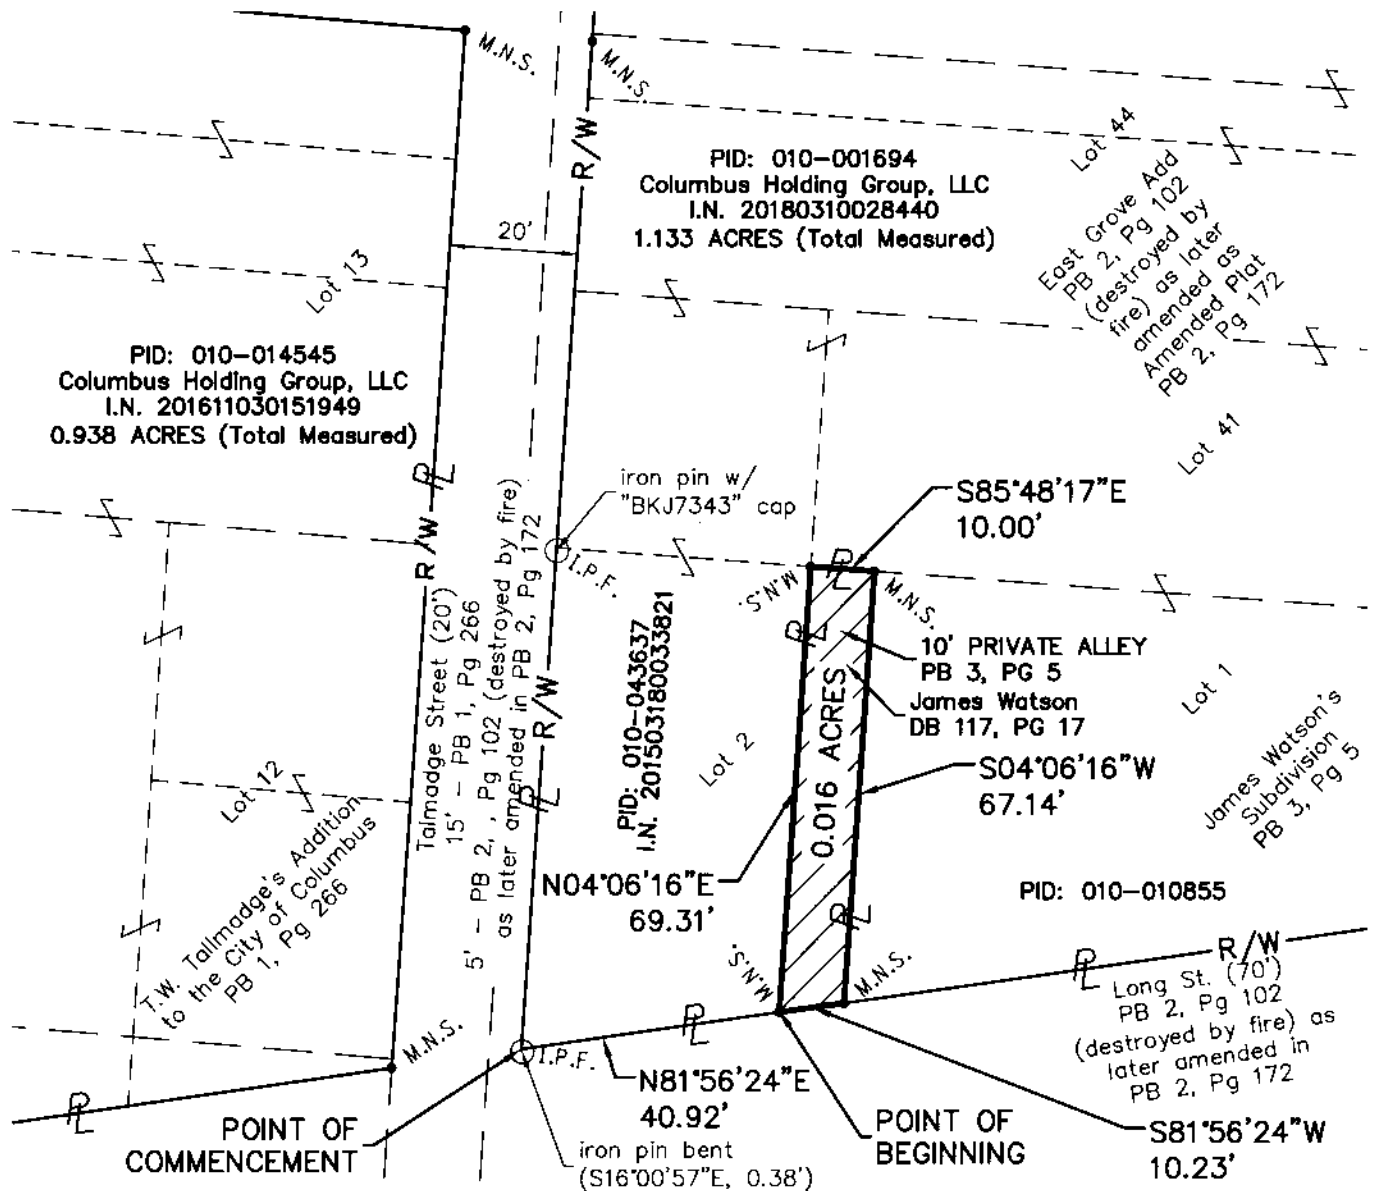 M.N.S.
M.N.S.
R/W
PID: 010-001694
Columbus Holding Group, LLC
I.N. 20180310028440
1.133 ACRES (Total Measured)
Lot 44
East Grove Add
PB 2, Pg 102
(destroyed by
fire) as later
amended as
Amended Plat
PB 2, Pg 172
20'
Lot 13
PID: 010-014545
Columbus Holding Group, LLC
I.N. 201611030151949
0.938 ACRES (Total Measured)
PL
Lot 41
iron pin w/
"BKJ7343" cap
S85°48'17"E
10.00'
R/W
I.P.F.
M.N.S.
PL
M.N.S.
PL
10' PRIVATE ALLEY
PB 3, PG 5
James Watson
DB 117, PG 17
Talmadge Street (20')
15' - PB 1, Pg 266
5' - PB 2, , Pg 102 (destroyed by fire)
as later amended in PB 2, Pg 172
R/W
PL
PID: 010-043637
I.N. 201503180033821
Lot 2
0.016 ACRES
S04°06'16"W
67.14'
Lot 1
James Watson's
Subdivision
PB 3, Pg 5
Lot 12
T.W. Tallmadge's Addition
to the City of Columbus
PB 1, Pg 266
N04°06'16"E
69.31'
PID: 010-010855
PL
M.N.S.
M.N.S.
R/W
PL
Long St. (70')
PB 2, Pg 102
(destroyed by fire) as
later amended in
PB 2, Pg 172
M.N.S.
PL
I.P.F.
N81°56'24"E
40.92'
PL
POINT OF
COMMENCEMENT
iron pin bent
(S16°00'57"E, 0.38')
POINT OF
BEGINNING
S81°56'24"W
10.23'